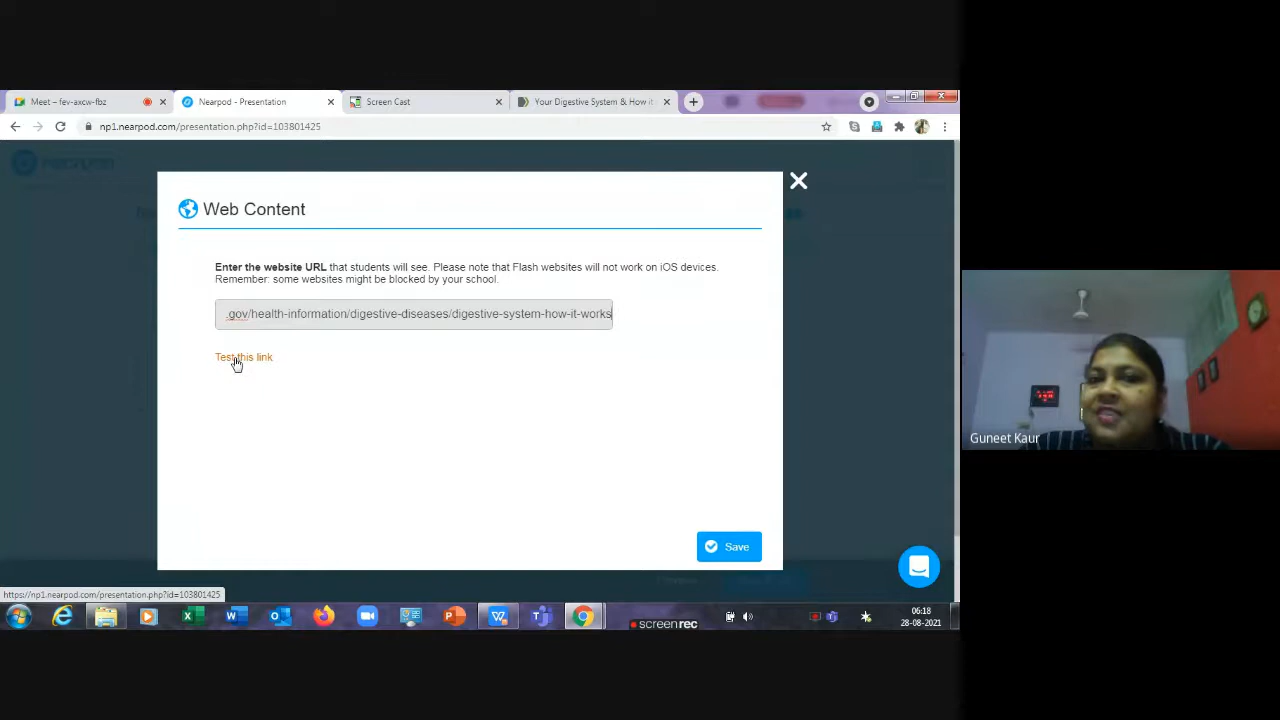 Meet – fev-axcw-fbz
Nearpod - Presentation
Screen Cast
Your Digestive System & How it
np1.nearpod.com/presentation.php?id=103801425
Web Content
Enter the website URL that students will see. Please note that Flash websites will not work on iOS devices.
Remember: some websites might be blocked by your school.
.gov/health-information/digestive-diseases/digestive-system-how-it-works
Test this link
Save
Guneet Kaur
https://np1.nearpod.com/presentation.php?id=103801425
screenrec
06:18
28-08-2021